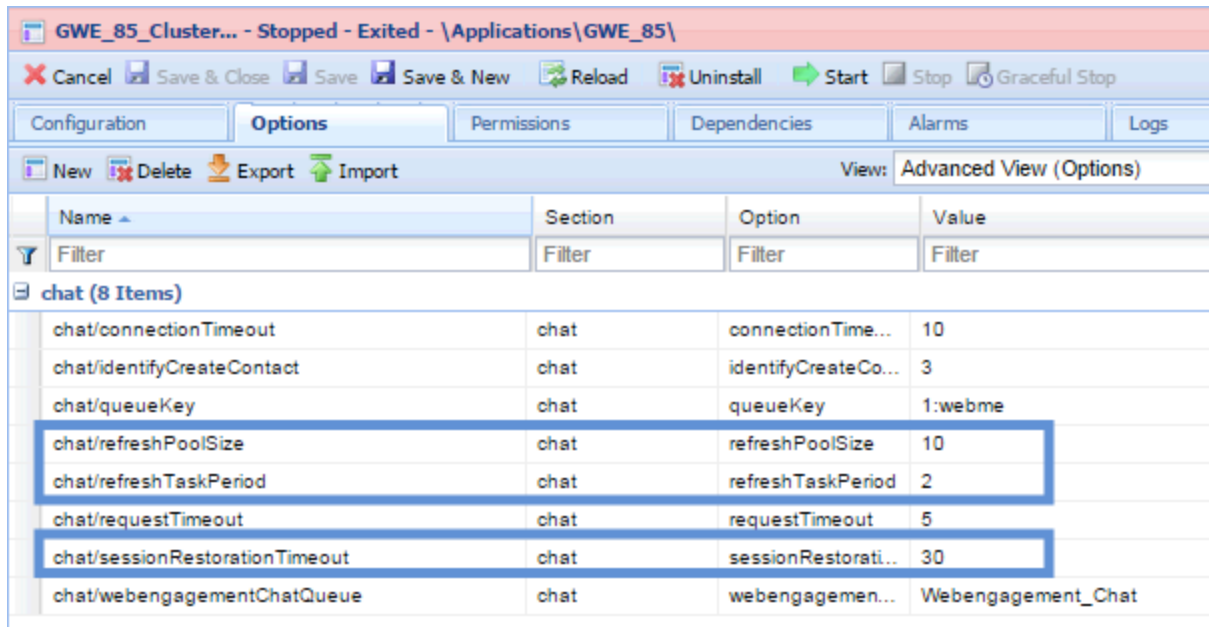 GWE_85_Cluster... - Stopped - Exited - \Applications\GWE_85\
Cancel Save & Close Save Save & New Reload Uninstall Start Stop Graceful Stop
Configuration Options Permissions Dependencies Alarms Logs
New Delete Export Import View: Advanced View (Options)
Name Section Option Value
Filter Filter Filter Filter
chat (8 Items)
chat/connectionTimeout chat connectionTime... 10
chat/identifyCreateContact chat identifyCreateCo... 3
chat/queueKey chat queueKey 1:webme
chat/refreshPoolSize chat refreshPoolSize 10
chat/refreshTaskPeriod chat refreshTaskPeriod 2
chat/requestTimeout chat requestTimeout 5
chat/sessionRestorationTimeout chat sessionRestorati... 30
chat/webengagementChatQueue chat webengagemen... Webengagement_Chat